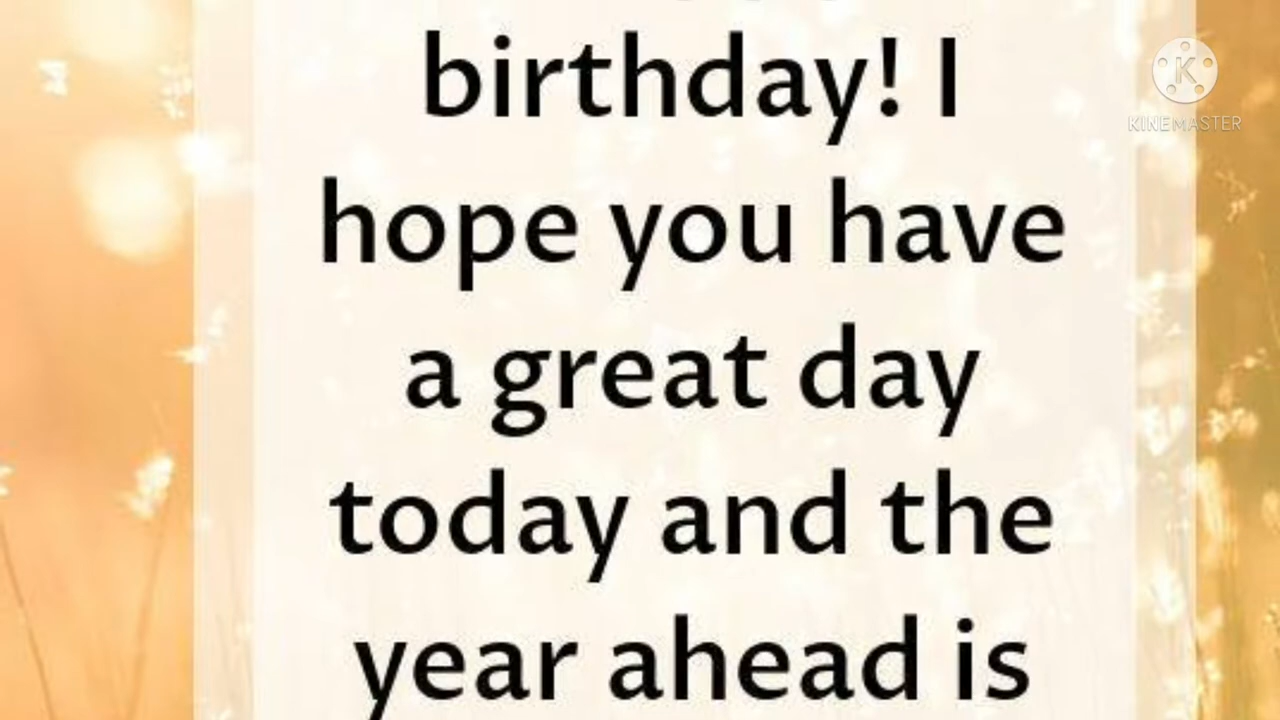 birthday! I
hope you have
a great day
today and the
year ahead is
K
KINEMASTER